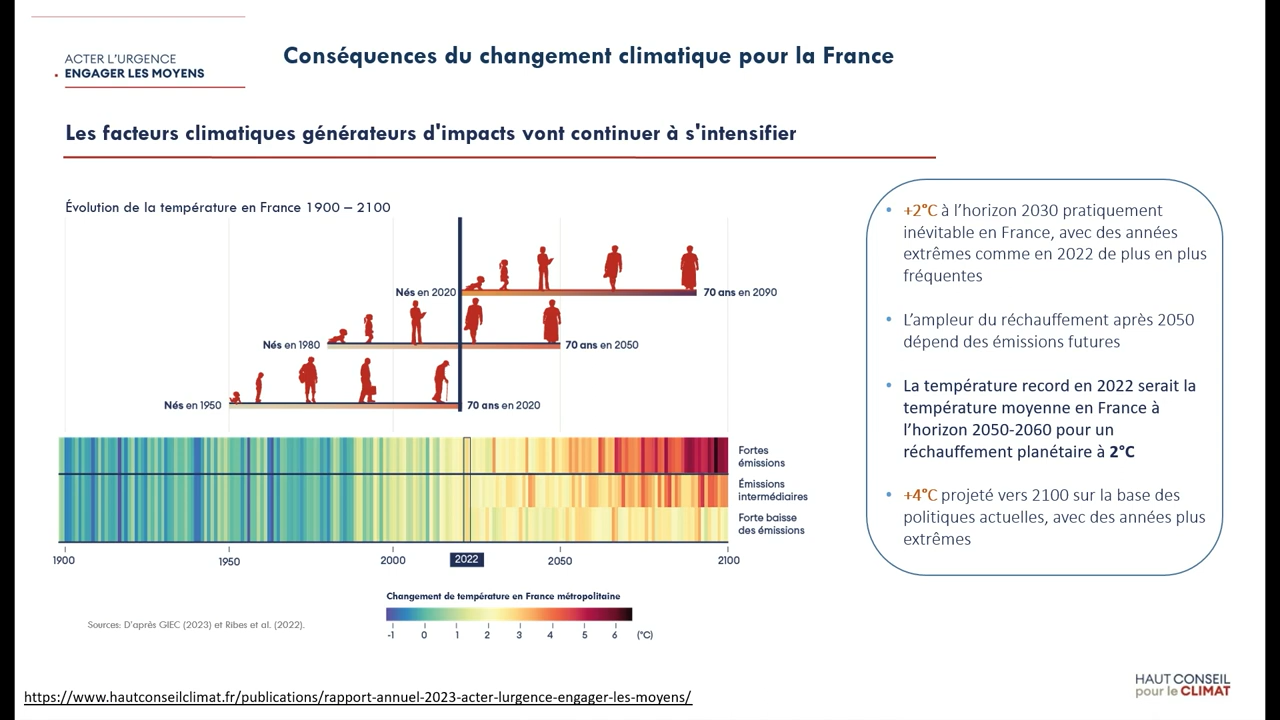 ACTER L'URGENCE
ENGAGER LES MOYENS
Conséquences du changement climatique pour la France
Les facteurs climatiques générateurs d'impacts vont continuer à s'intensifier
Évolution de la température en France 1900 – 2100
Nés en 2020
70 ans en 2090
Nés en 1980
70 ans en 2050
Nés en 1950
70 ans en 2020
Fortes
émissions
Émissions
intermédiaires
Forte baisse
des émissions
1900
1950
2000
2022
2050
2100
Changement de température en France métropolitaine
-1 0 1 2 3 4 5 6 (°C)
Sources: D'après GIEC (2023) et Ribes et al. (2022).
• +2°C à l'horizon 2030 pratiquement
inévitable en France, avec des années
extrêmes comme en 2022 de plus en plus
fréquentes
• L'ampleur du réchauffement après 2050
dépend des émissions futures
• La température record en 2022 serait la
température moyenne en France à
l'horizon 2050-2060 pour un
réchauffement planétaire à 2°C
• +4°C projeté vers 2100 sur la base des
politiques actuelles, avec des années plus
extrêmes
https://www.hautconseilclimat.fr/publications/rapport-annuel-2023-acter-lurgence-engager-les-moyens/
HAUT CONSEIL
pour le CLIMAT